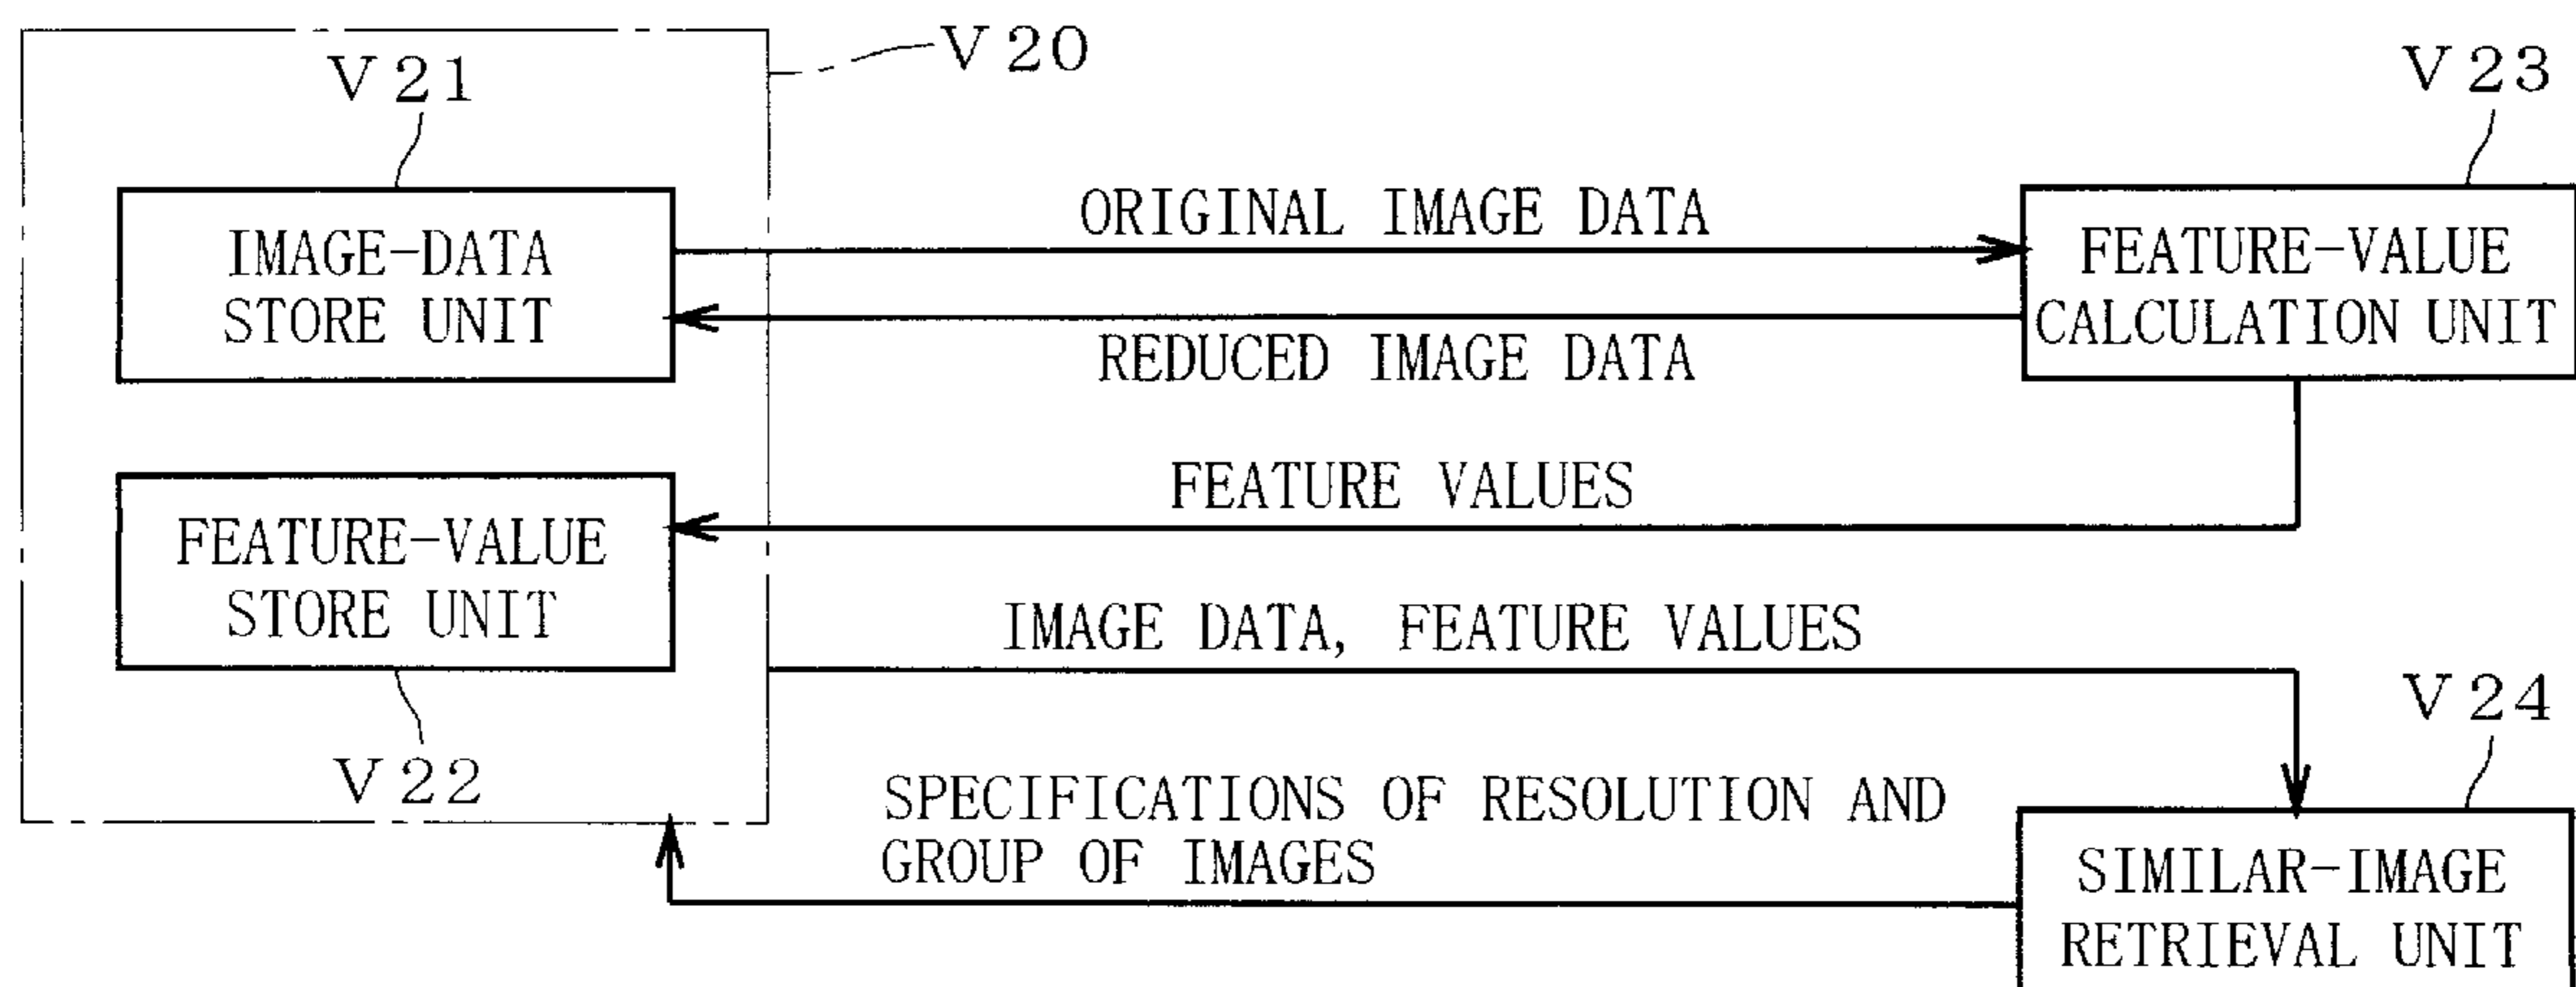 V20
V21
V23
IMAGE-DATA
STORE UNIT
ORIGINAL IMAGE DATA
REDUCED IMAGE DATA
FEATURE-VALUE
CALCULATION UNIT
FEATURE VALUES
FEATURE-VALUE
STORE UNIT
IMAGE DATA, FEATURE VALUES
V22
V24
SPECIFICATIONS OF RESOLUTION AND
GROUP OF IMAGES
SIMILAR-IMAGE
RETRIEVAL UNIT